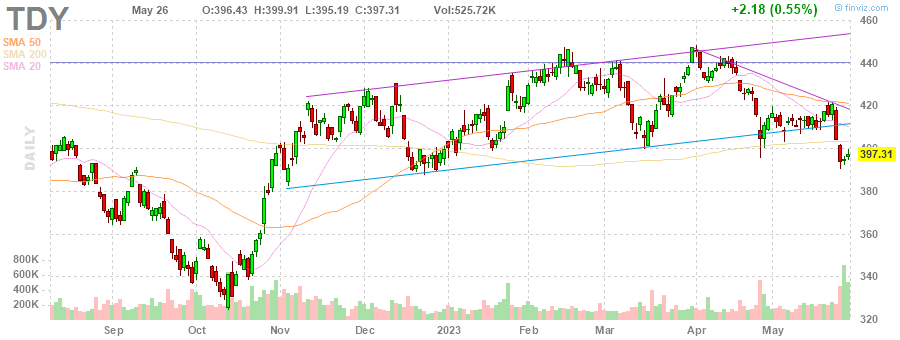 TDY May 26 O:396.43 H:399.91 L:395.19 C:397.31 Vol:525.72K +2.18 (0.55%) © finviz.com
SMA 50
SMA 200
SMA 20
DAILY
460
440
420
400
380
360
340
320
397.31
800K
600K
400K
200K
Sep Oct Nov Dec 2023 Feb Mar Apr May